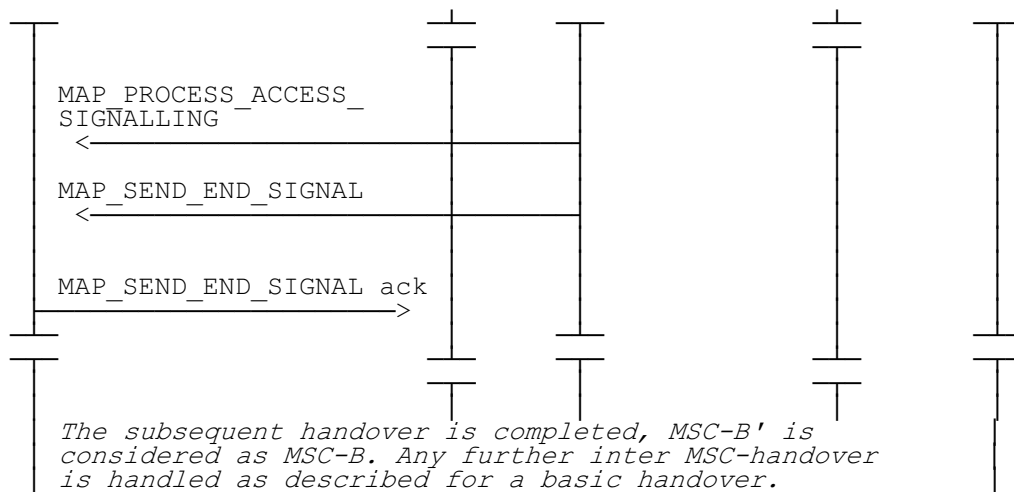 MAP_PROCESS_ACCESS_
SIGNALLING
MAP_SEND_END_SIGNAL
MAP_SEND_END_SIGNAL ack
The subsequent handover is completed, MSC-B' is
considered as MSC-B. Any further inter MSC-handover
is handled as described for a basic handover.